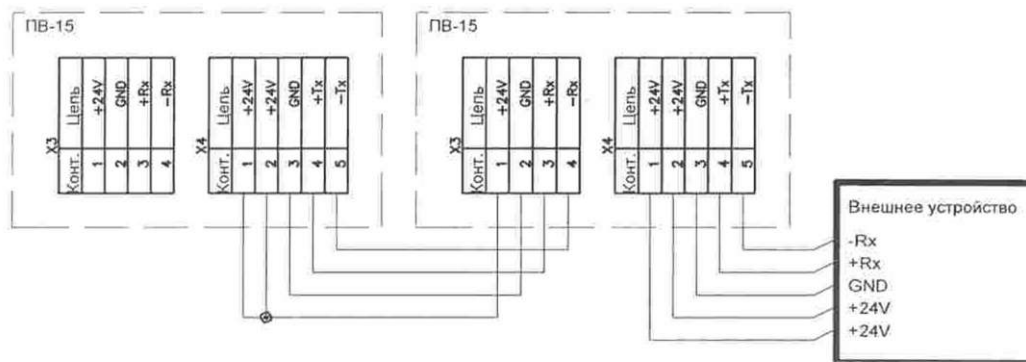 ПВ-15
ПВ-15
X3
Конт. Цепь
1 +24V
2 GND
3 +Rx
4 -Rx
X4
Конт. Цепь
1 +24V
2 +24V
3 GND
4 +Tx
5 -Tx
X3
Конт. Цепь
1 +24V
2 GND
3 +Rx
4 -Rx
X4
Конт. Цепь
1 +24V
2 +24V
3 GND
4 +Tx
5 -Tx
Внешнее устройство
-Rx
+Rx
GND
+24V
+24V